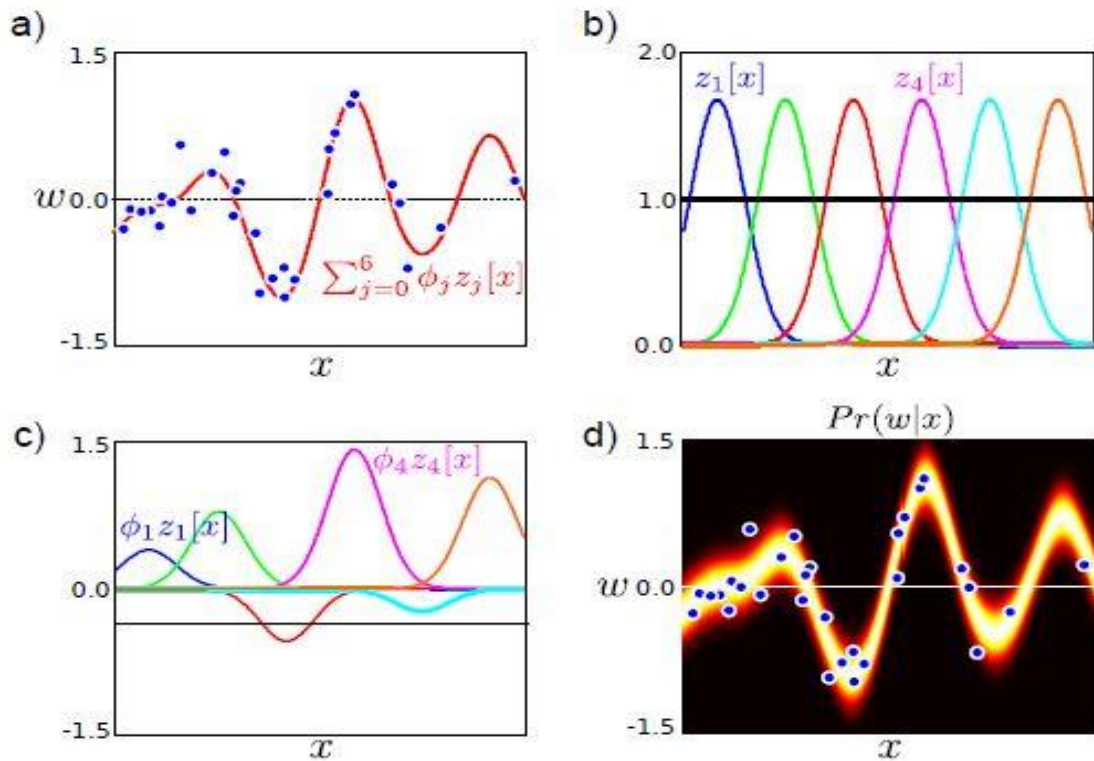 a)
1.5
w 0.0
-1.5
x
∑_{j=0}^{6} ϕ_j z_j[x]
b)
2.0
z_1[x] z_4[x]
1.0
0.0
x
c)
1.5
ϕ_4 z_4[x]
ϕ_1 z_1[x]
0.0
-1.5
x
d)
Pr(w|x)
1.5
w 0.0
-1.5
x